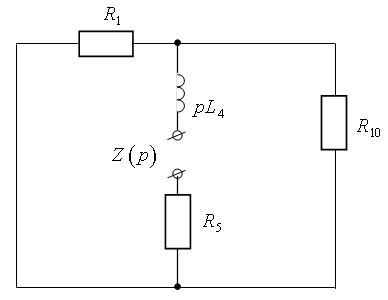 R₁
pL₄
Z(p)
R₁₀
R₅